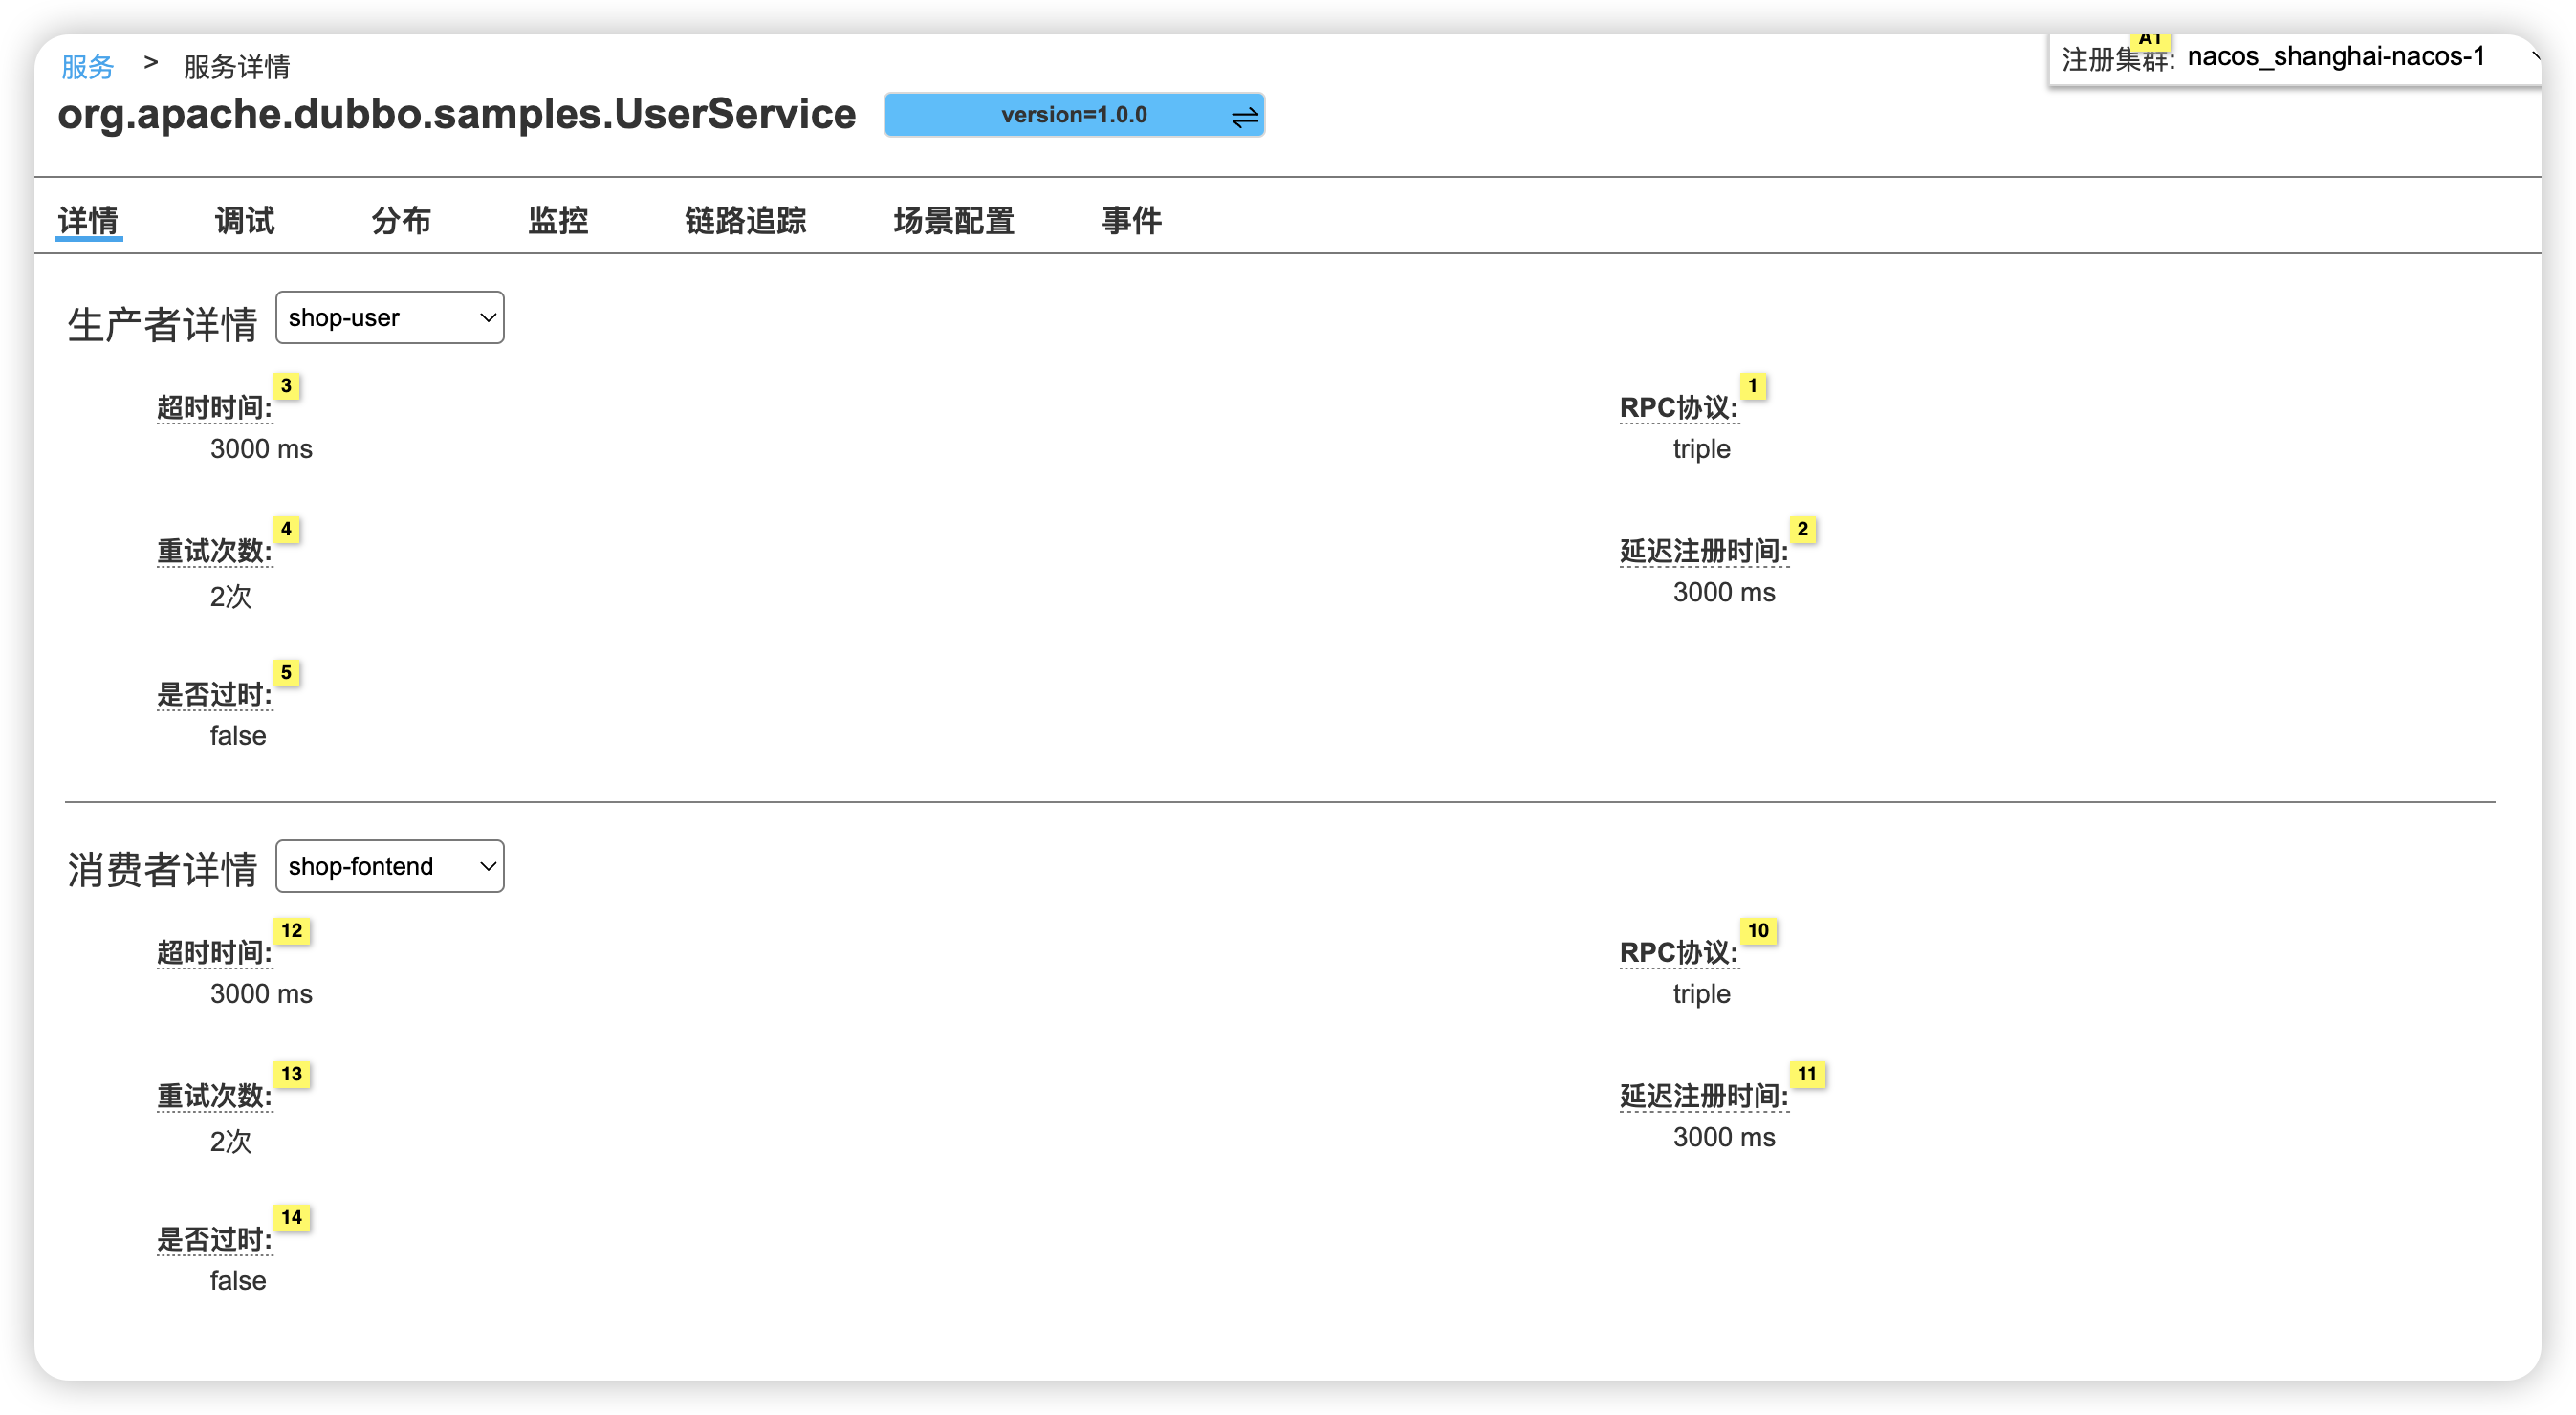 服务 > 服务详情
A1
注册集群: nacos_shanghai-nacos-1
org.apache.dubbo.samples.UserService version=1.0.0
详情 调试 分布 监控 链路追踪 场景配置 事件
生产者详情 shop-user
超时时间: 3
3000 ms
RPC协议: 1
triple
重试次数: 4
2次
延迟注册时间: 2
3000 ms
是否过时: 5
false
消费者详情 shop-fontend
超时时间: 12
3000 ms
RPC协议: 10
triple
重试次数: 13
2次
延迟注册时间: 11
3000 ms
是否过时: 14
false